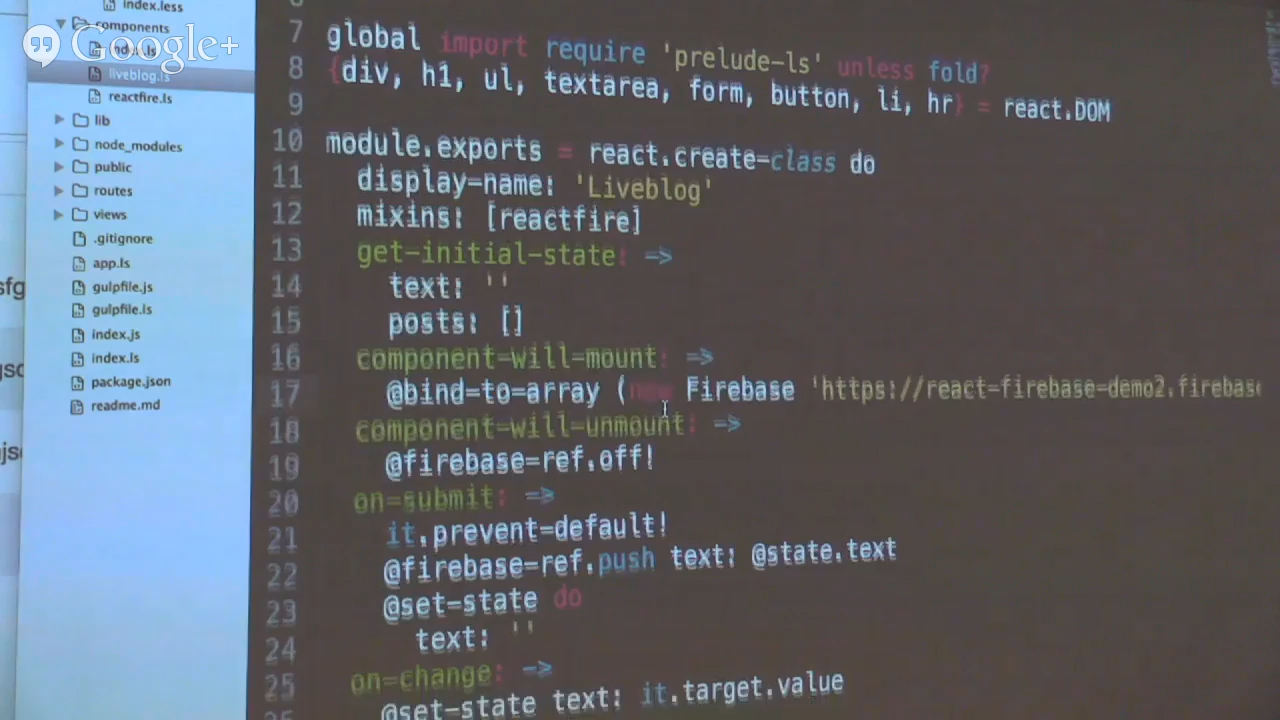 index.less
components
Google+
index.ls
liveblog.ls
reactfire.ls
lib
node_modules
public
routes
views
.gitignore
app.ls
gulpfile.js
gulpfile.ls
index.js
index.ls
package.json
readme.md
7 global import require 'prelude-ls' unless fold?
8 {div, h1, ul, textarea, form, button, li, hr} = react.DOM
9
10 module.exports = react.create-class do
11 display-name: 'Liveblog'
12 mixins: [reactfire]
13 get-initial-state: =>
14 text: ''
15 posts: []
16 component-will-mount: =>
17 @bind-to-array (new Firebase 'https://react-firebase-demo2.firebase
18 component-will-unmount: =>
19 @firebase-ref.off!
20 on-submit: =>
21 it.prevent-default!
22 @firebase-ref.push text: @state.text
23 @set-state do
24 text: ''
25 on-change: ->
@set-state text: it.target.value